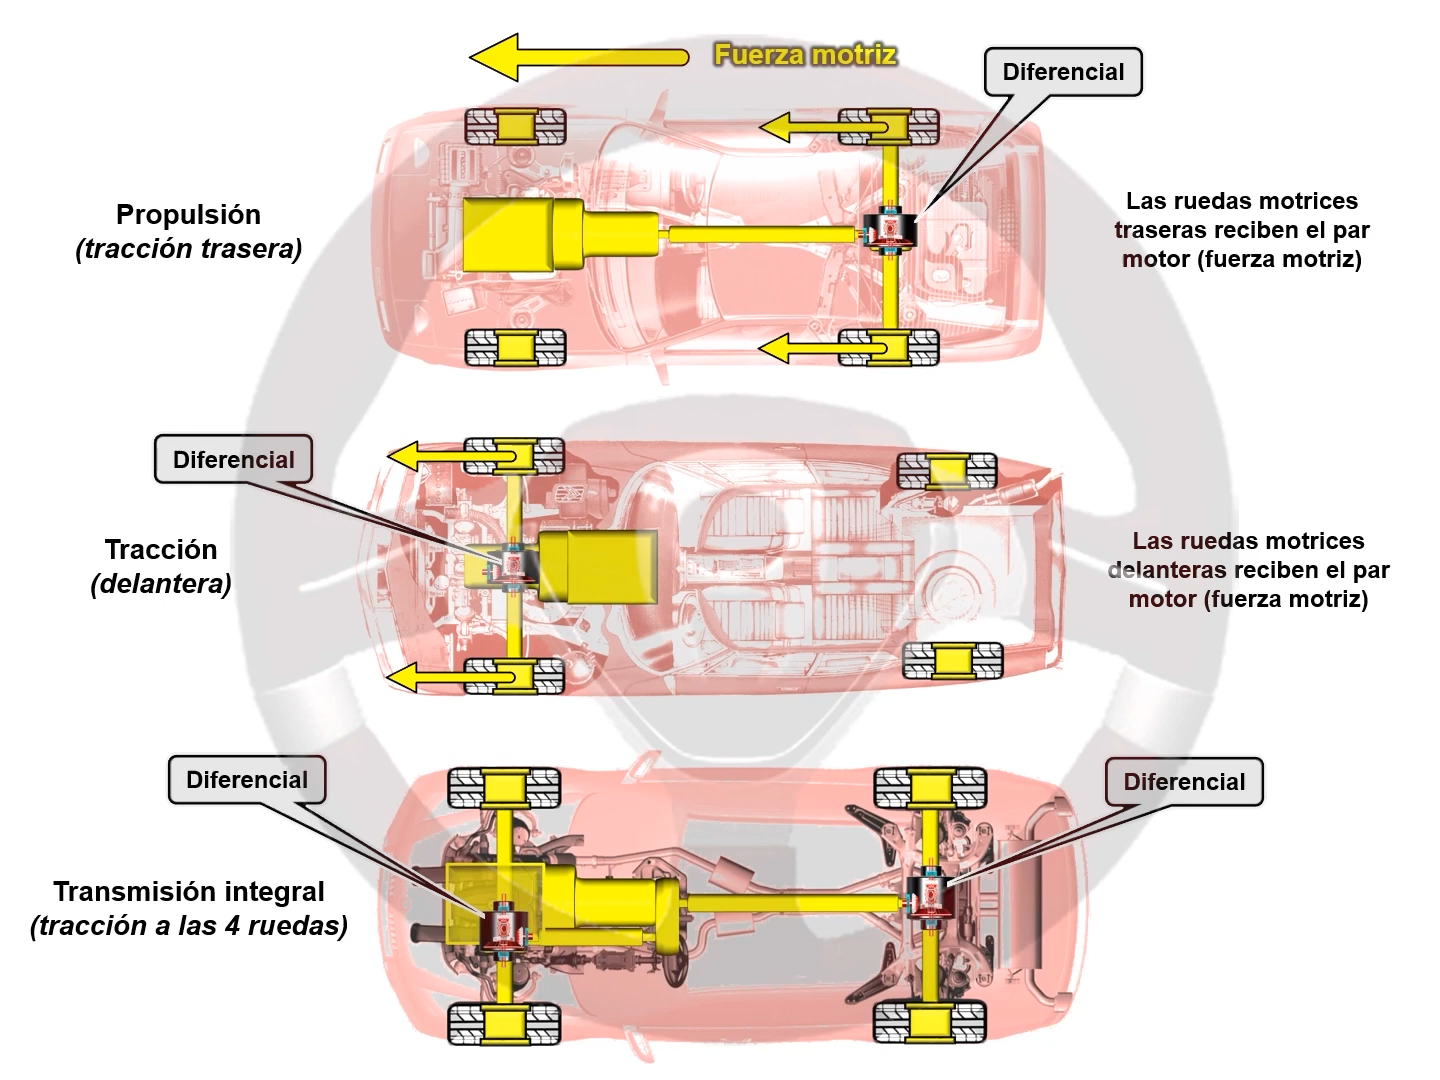 Fuerza motriz
Diferencial
Propulsión
(tracción trasera)
Las ruedas motrices
traseras reciben el par
motor (fuerza motriz)
Diferencial
Tracción
(delantera)
Las ruedas motrices
delanteras reciben el par
motor (fuerza motriz)
Diferencial
Diferencial
Transmisión integral
(tracción a las 4 ruedas)